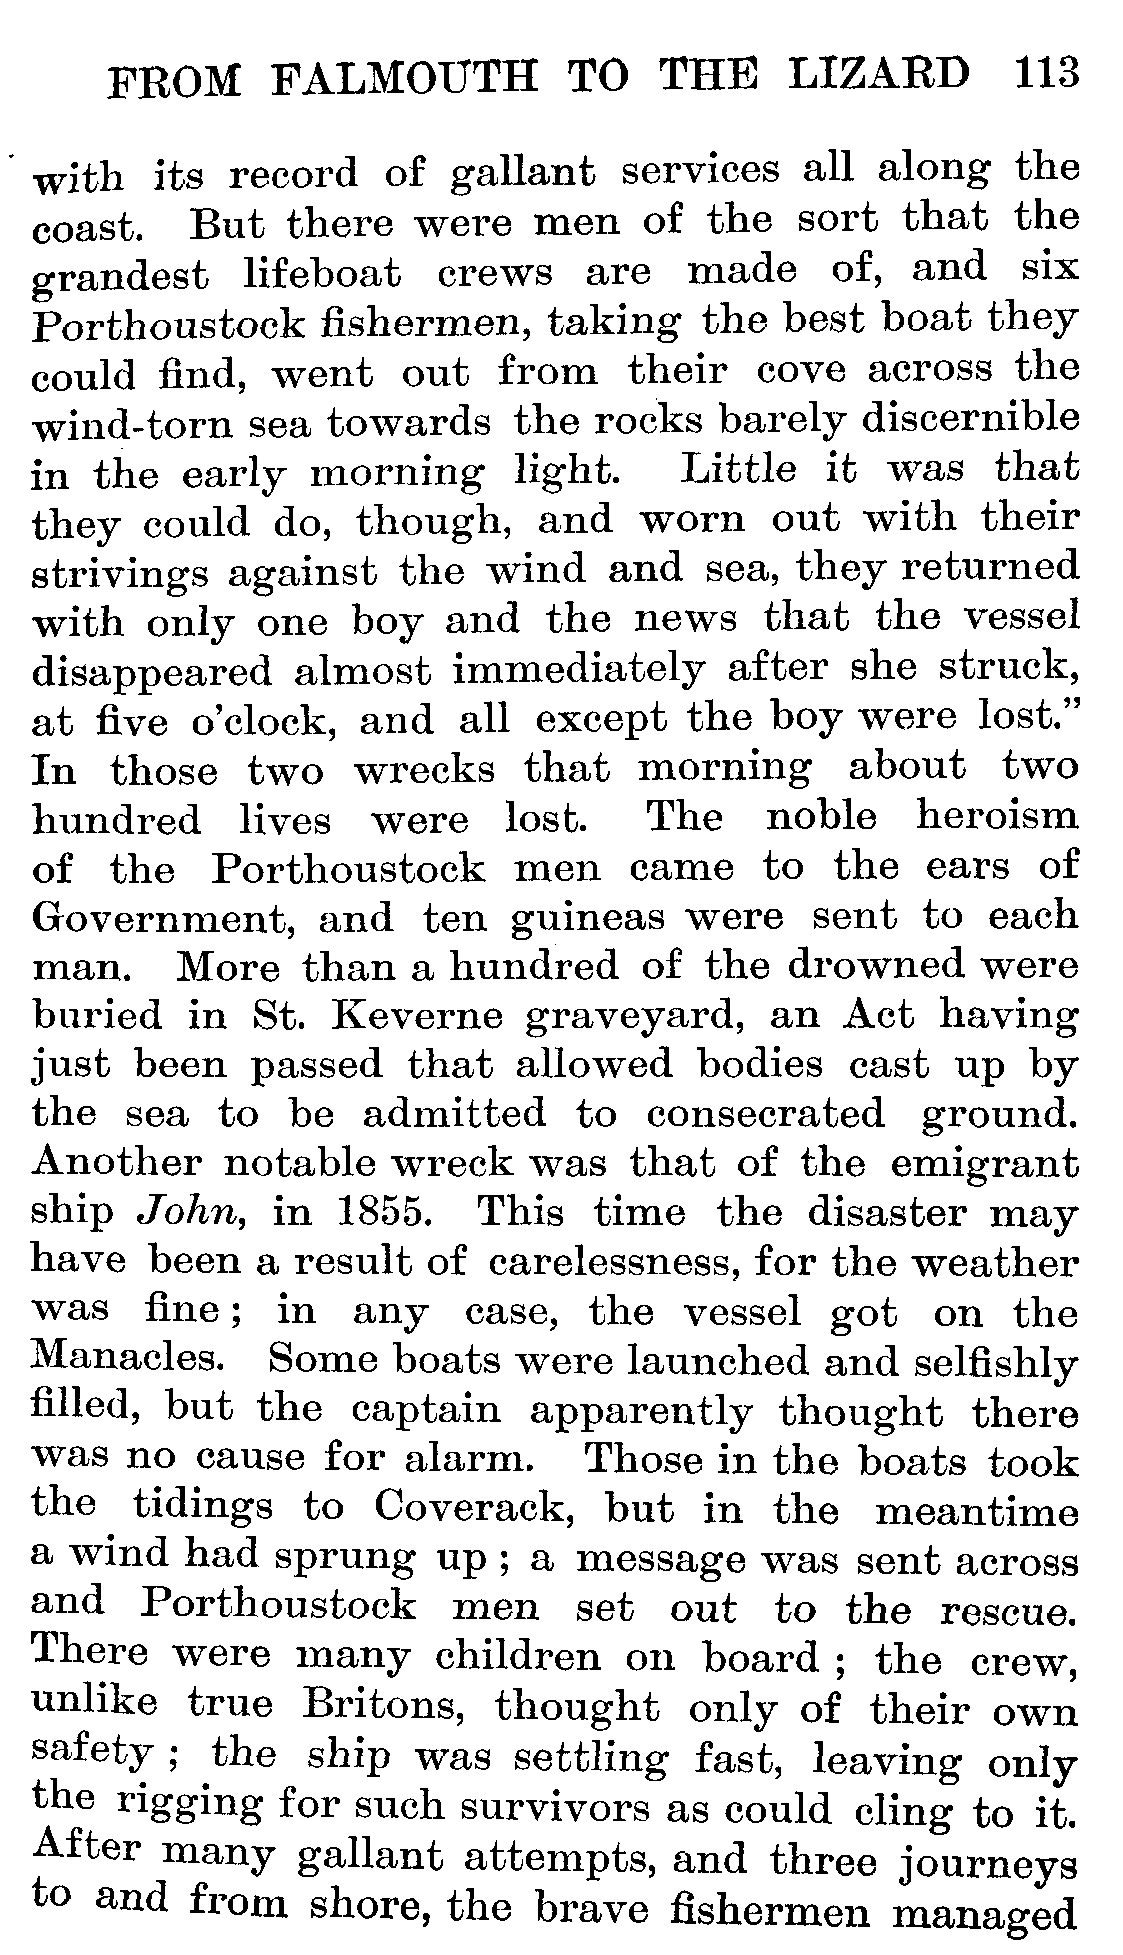 FROM FALMOUTH TO THE LIZARD 113
with its record of gallant services all along the
coast. But there were men of the sort that the
grandest lifeboat crews are made of, and six
Porthoustock fishermen, taking the best boat they
could find, went out from their cove across the
wind-torn sea towards the rocks barely discernible
in the early morning light. Little it was that
they could do, though, and worn out with their
strivings against the wind and sea, they returned
with only one boy and the news that the vessel
disappeared almost immediately after she struck,
at five o'clock, and all except the boy were lost."
In those two wrecks that morning about two
hundred lives were lost. The noble heroism
of the Porthoustock men came to the ears of
Government, and ten guineas were sent to each
man. More than a hundred of the drowned were
buried in St. Keverne graveyard, an Act having
just been passed that allowed bodies cast up by
the sea to be admitted to consecrated ground.
Another notable wreck was that of the emigrant
ship John, in 1855. This time the disaster may
have been a result of carelessness, for the weather
was fine ; in any case, the vessel got on the
Manacles. Some boats were launched and selfishly
filled, but the captain apparently thought there
was no cause for alarm. Those in the boats took
the tidings to Coverack, but in the meantime
a wind had sprung up ; a message was sent across
and Porthoustock men set out to the rescue.
There were many children on board ; the crew,
unlike true Britons, thought only of their own
safety ; the ship was settling fast, leaving only
the rigging for such survivors as could cling to it.
After many gallant attempts, and three journeys
to and from shore, the brave fishermen managed